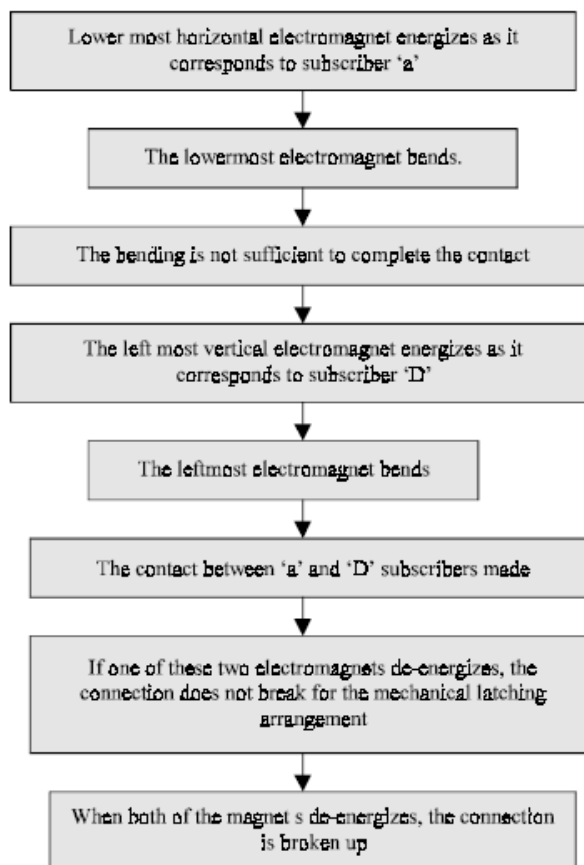 Lower most horizontal electromagnet energizes as it
corresponds to subscriber ‘a’
The lowermost electromagnet bends.
The bending is not sufficient to complete the contact
The left most vertical electromagnet energizes as it
corresponds to subscriber ‘D’
The leftmost electromagnet bends
The contact between ‘a’ and ‘D’ subscribers made
If one of these two electromagnets de-energizes, the
connection does not break for the mechanical latching
arrangement
When both of the magnet s de-energizes, the connection
is broken up